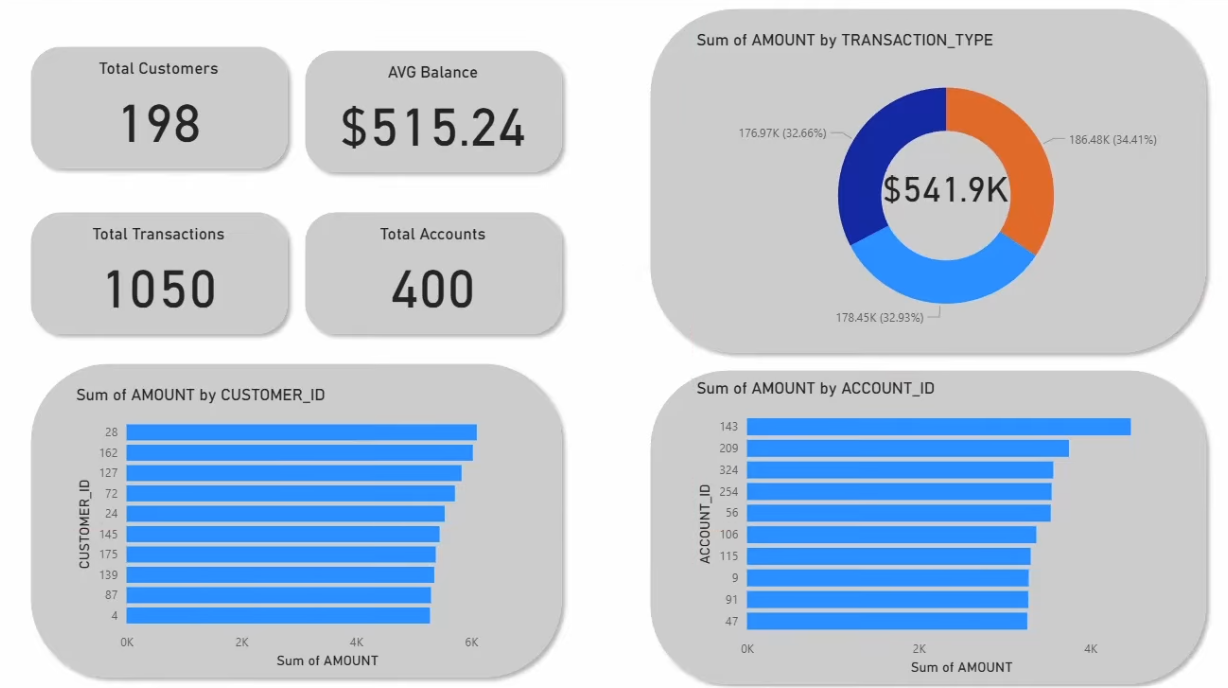 Total Customers
198
AVG Balance
$515.24
Total Transactions
1050
Total Accounts
400
Sum of AMOUNT by TRANSACTION_TYPE
176.97K (32.66%)
186.48K (34.41%)
$541.9K
178.45K (32.93%)
Sum of AMOUNT by CUSTOMER_ID
CUSTOMER_ID
28
162
127
72
24
145
175
139
87
4
0K 2K 4K 6K
Sum of AMOUNT
Sum of AMOUNT by ACCOUNT_ID
ACCOUNT_ID
143
209
324
254
56
106
115
9
91
47
0K 2K 4K
Sum of AMOUNT